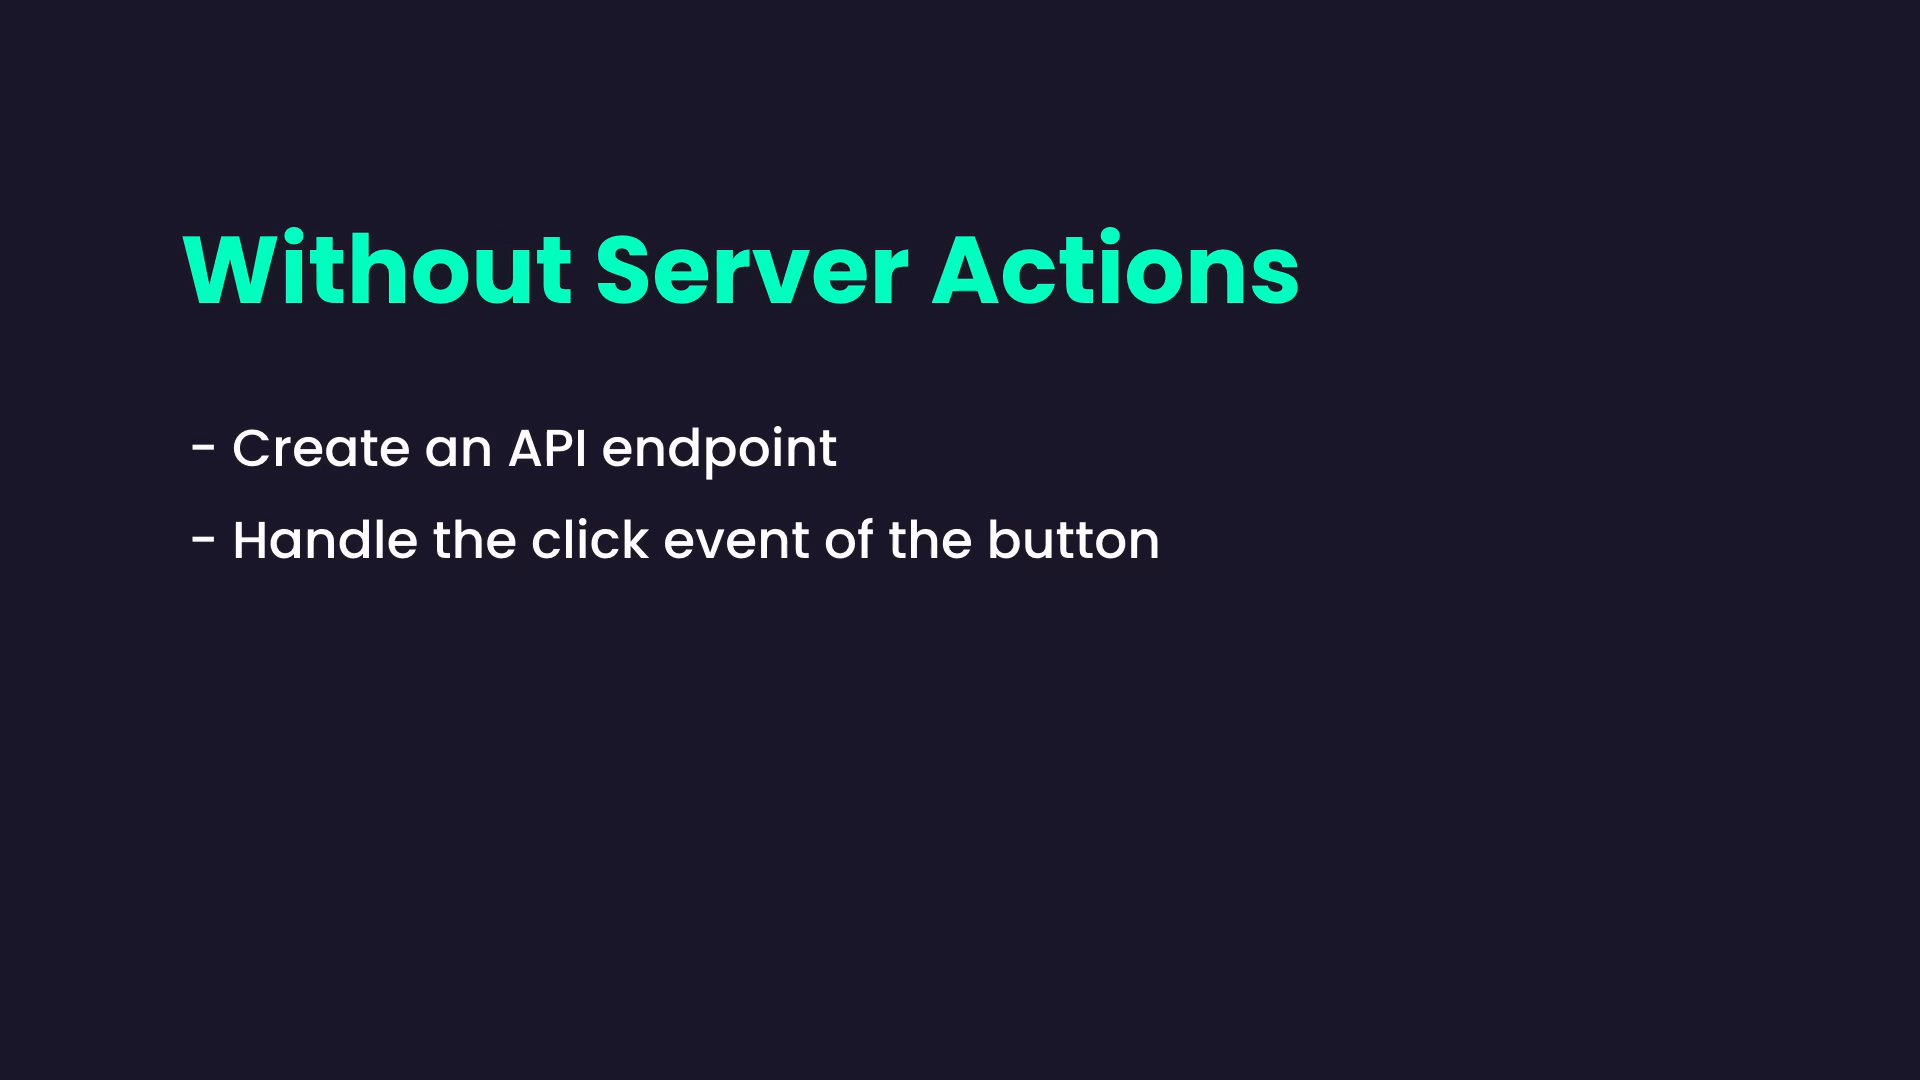 Without Server Actions
- Create an API endpoint
- Handle the click event of the button